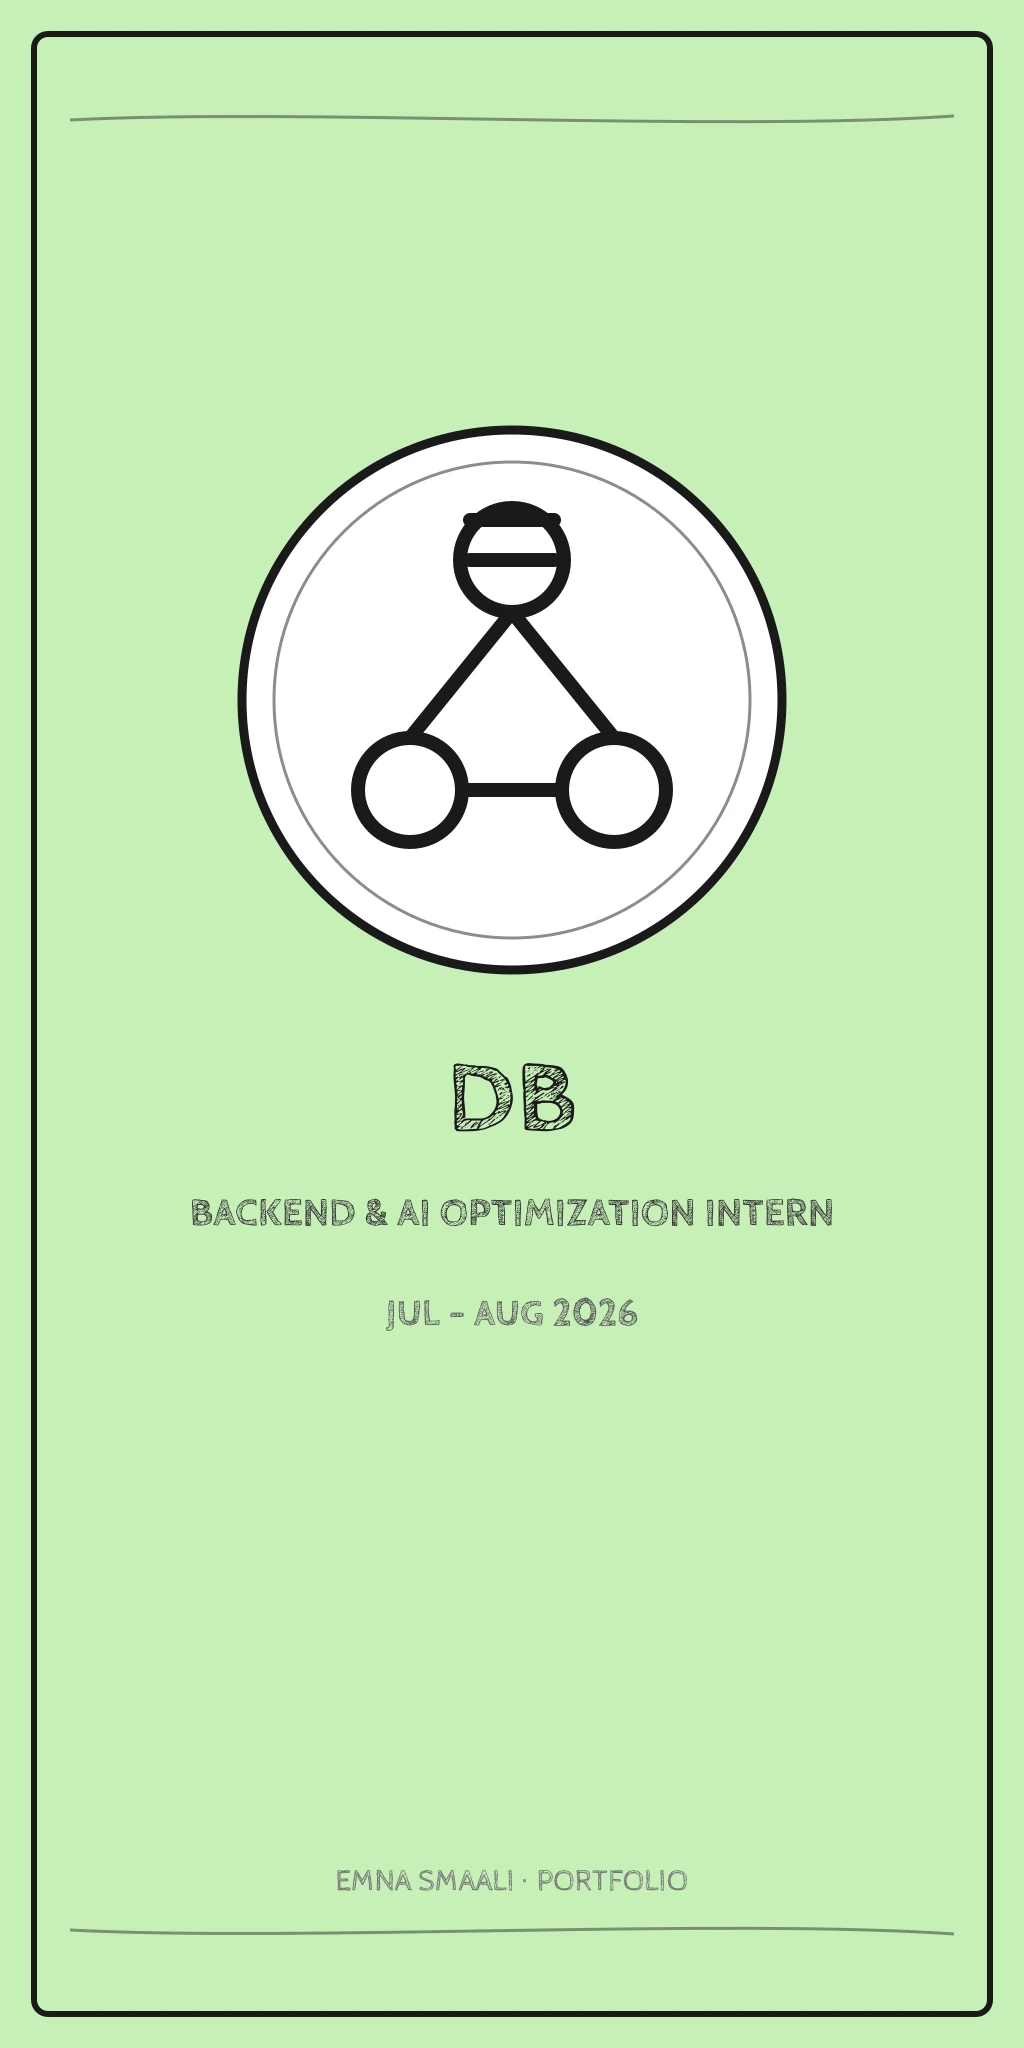 DB
BACKEND & AI OPTIMIZATION INTERN
JUL – AUG 2026
EMNA SMAALI · PORTFOLIO